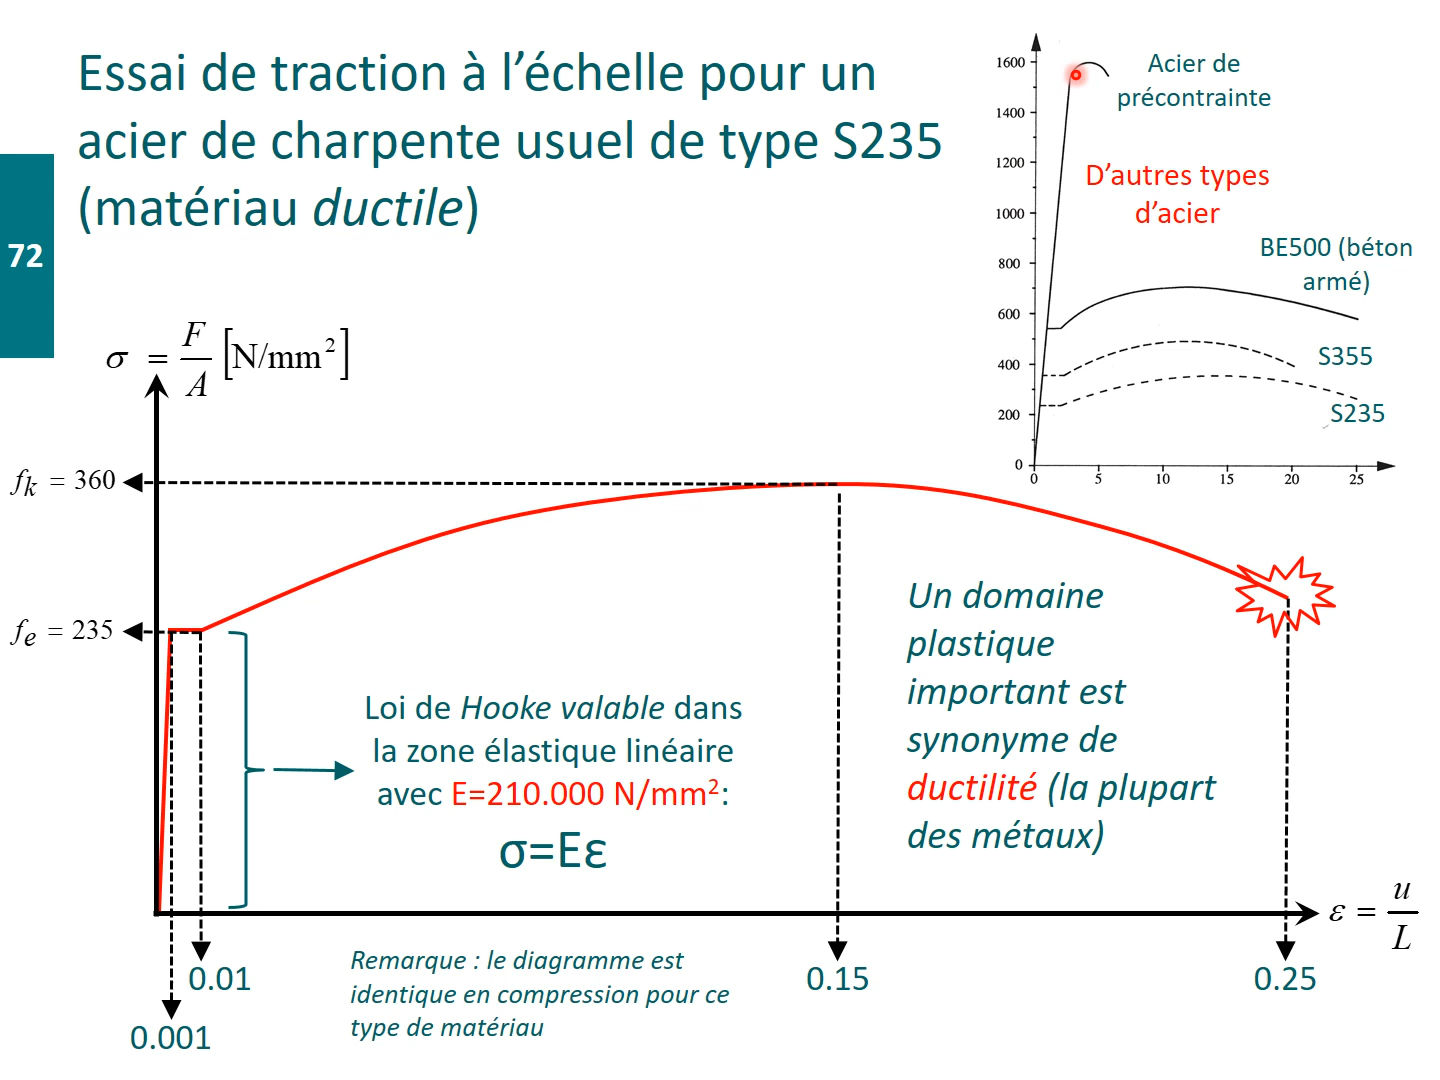 Essai de traction à l’échelle pour un
acier de charpente usuel de type S235
(matériau ductile)
72
1600
1400
1200
1000
800
600
400
200
0
0
5
10
15
20
25
Acier de
précontrainte
D’autres types
d’acier
BE500 (béton
armé)
S355
S235
σ = F/A [N/mm²]
fk = 360
fe = 235
Loi de Hooke valable dans
la zone élastique linéaire
avec E=210.000 N/mm²:
σ=Eε
Un domaine
plastique
important est
synonyme de
ductilité (la plupart
des métaux)
ε = u/L
0.01
0.001
0.15
0.25
Remarque : le diagramme est
identique en compression pour ce
type de matériau